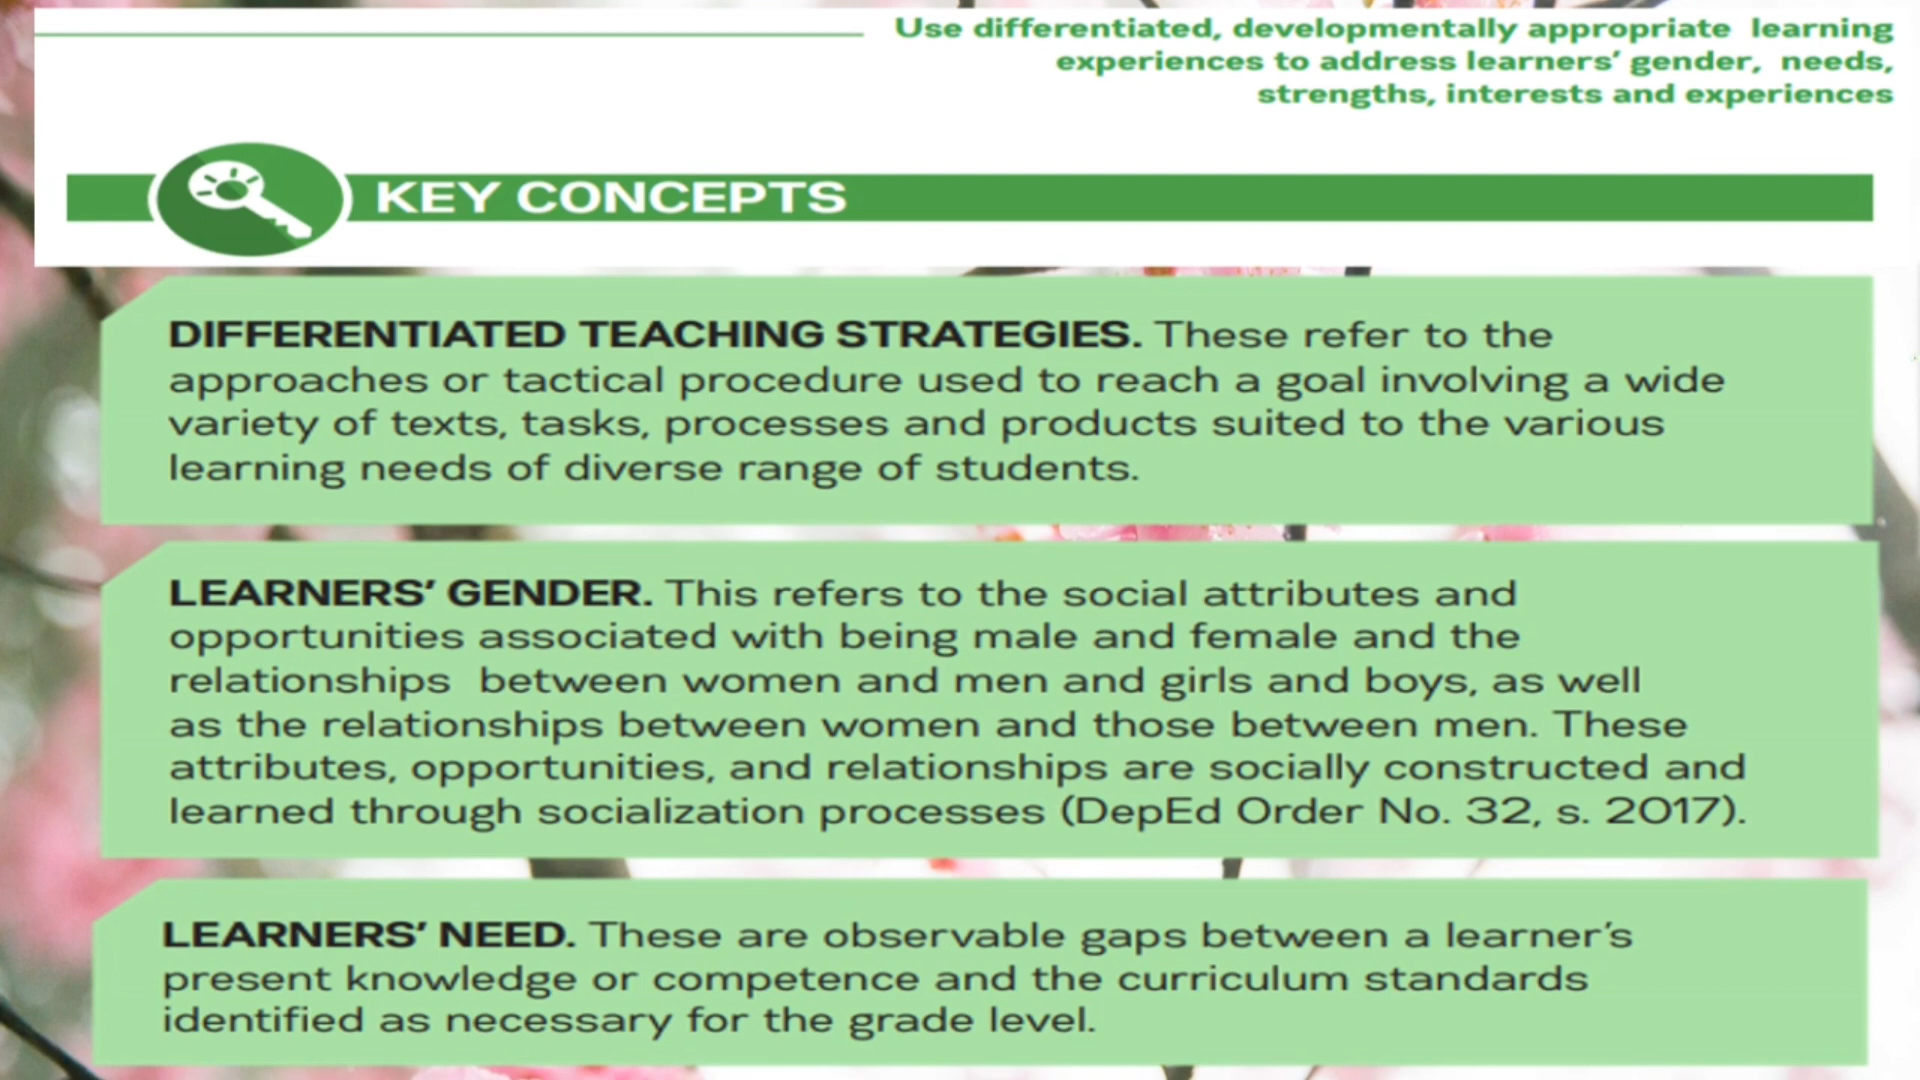 Use differentiated, developmentally appropriate learning
experiences to address learners’ gender, needs,
strengths, interests and experiences
KEY CONCEPTS
DIFFERENTIATED TEACHING STRATEGIES. These refer to the
approaches or tactical procedure used to reach a goal involving a wide
variety of texts, tasks, processes and products suited to the various
learning needs of diverse range of students.
LEARNERS’ GENDER. This refers to the social attributes and
opportunities associated with being male and female and the
relationships between women and men and girls and boys, as well
as the relationships between women and those between men. These
attributes, opportunities, and relationships are socially constructed and
learned through socialization processes (DepEd Order No. 32, s. 2017).
LEARNERS’ NEED. These are observable gaps between a learner’s
present knowledge or competence and the curriculum standards
identified as necessary for the grade level.